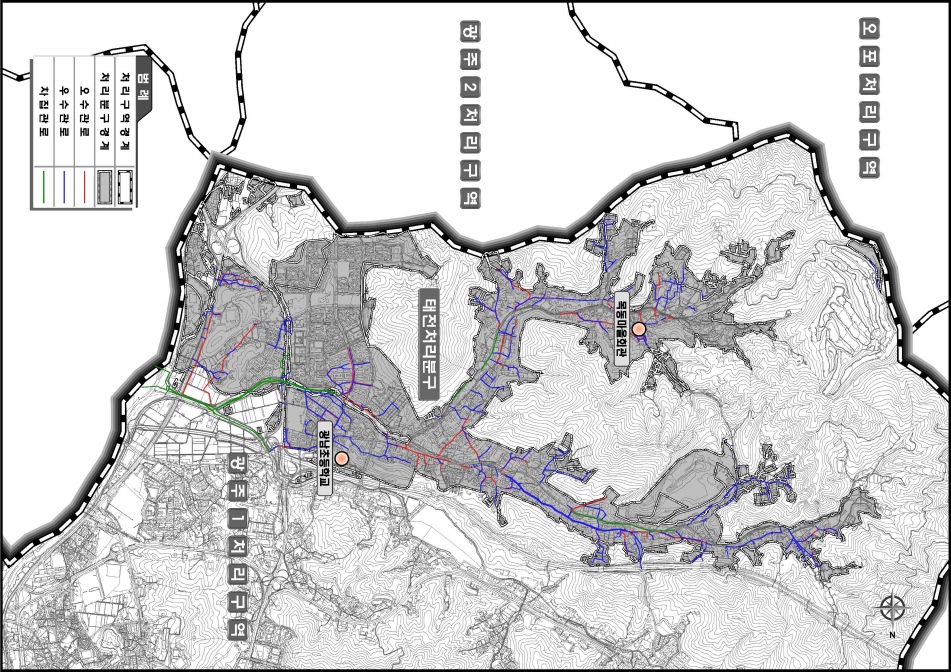 오포처리구역
광주2처리구역
범례
처리구역경계
처리분구경계
오수관로
우수관로
차집관로
목동마을회관
태전처리분구
광남초등학교
광주1처리구역
N